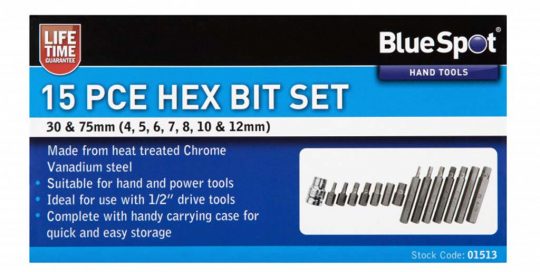 LIFE
TIME
GUARANTEE
BlueSpot®
HAND TOOLS
15 PCE HEX BIT SET
30 & 75mm (4, 5, 6, 7, 8, 10 & 12mm)
Made from heat treated Chrome
Vanadium steel
• Suitable for hand and power tools
• Ideal for use with 1/2” drive tools
• Complete with handy carrying case for
quick and easy storage
Stock Code: 01513